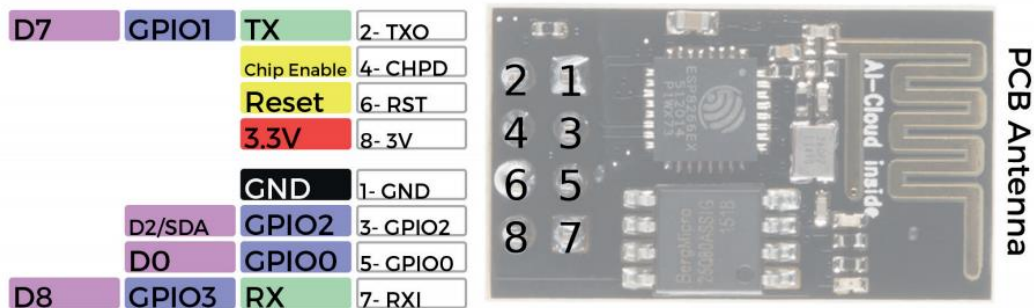 D7 GPIO1 TX 2- TXO
Chip Enable 4- CHPD
Reset 6- RST
3.3V 8- 3V
GND 1- GND
D2/SDA GPIO2 3- GPIO2
D0 GPIO0 5- GPIO0
D8 GPIO3 RX 7- RXI
2 1
4 3
6 5
8 7
ESP8266EX
BergMicro
AI-Cloud inside
PCB Antenna